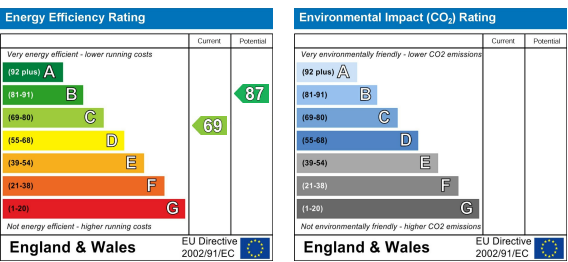 Energy Efficiency Rating
Current Potential
Very energy efficient - lower running costs
(92 plus) A
(81-91) B
87
(69-80) C
69
(55-68) D
(39-54) E
(21-38) F
(1-20) G
Not energy efficient - higher running costs
England & Wales
EU Directive
2002/91/EC
Environmental Impact (CO₂) Rating
Current Potential
Very environmentally friendly - lower CO2 emissions
(92 plus) A
(81-91) B
(69-80) C
(55-68) D
(39-54) E
(21-38) F
(1-20) G
Not environmentally friendly - higher CO2 emissions
England & Wales
EU Directive
2002/91/EC